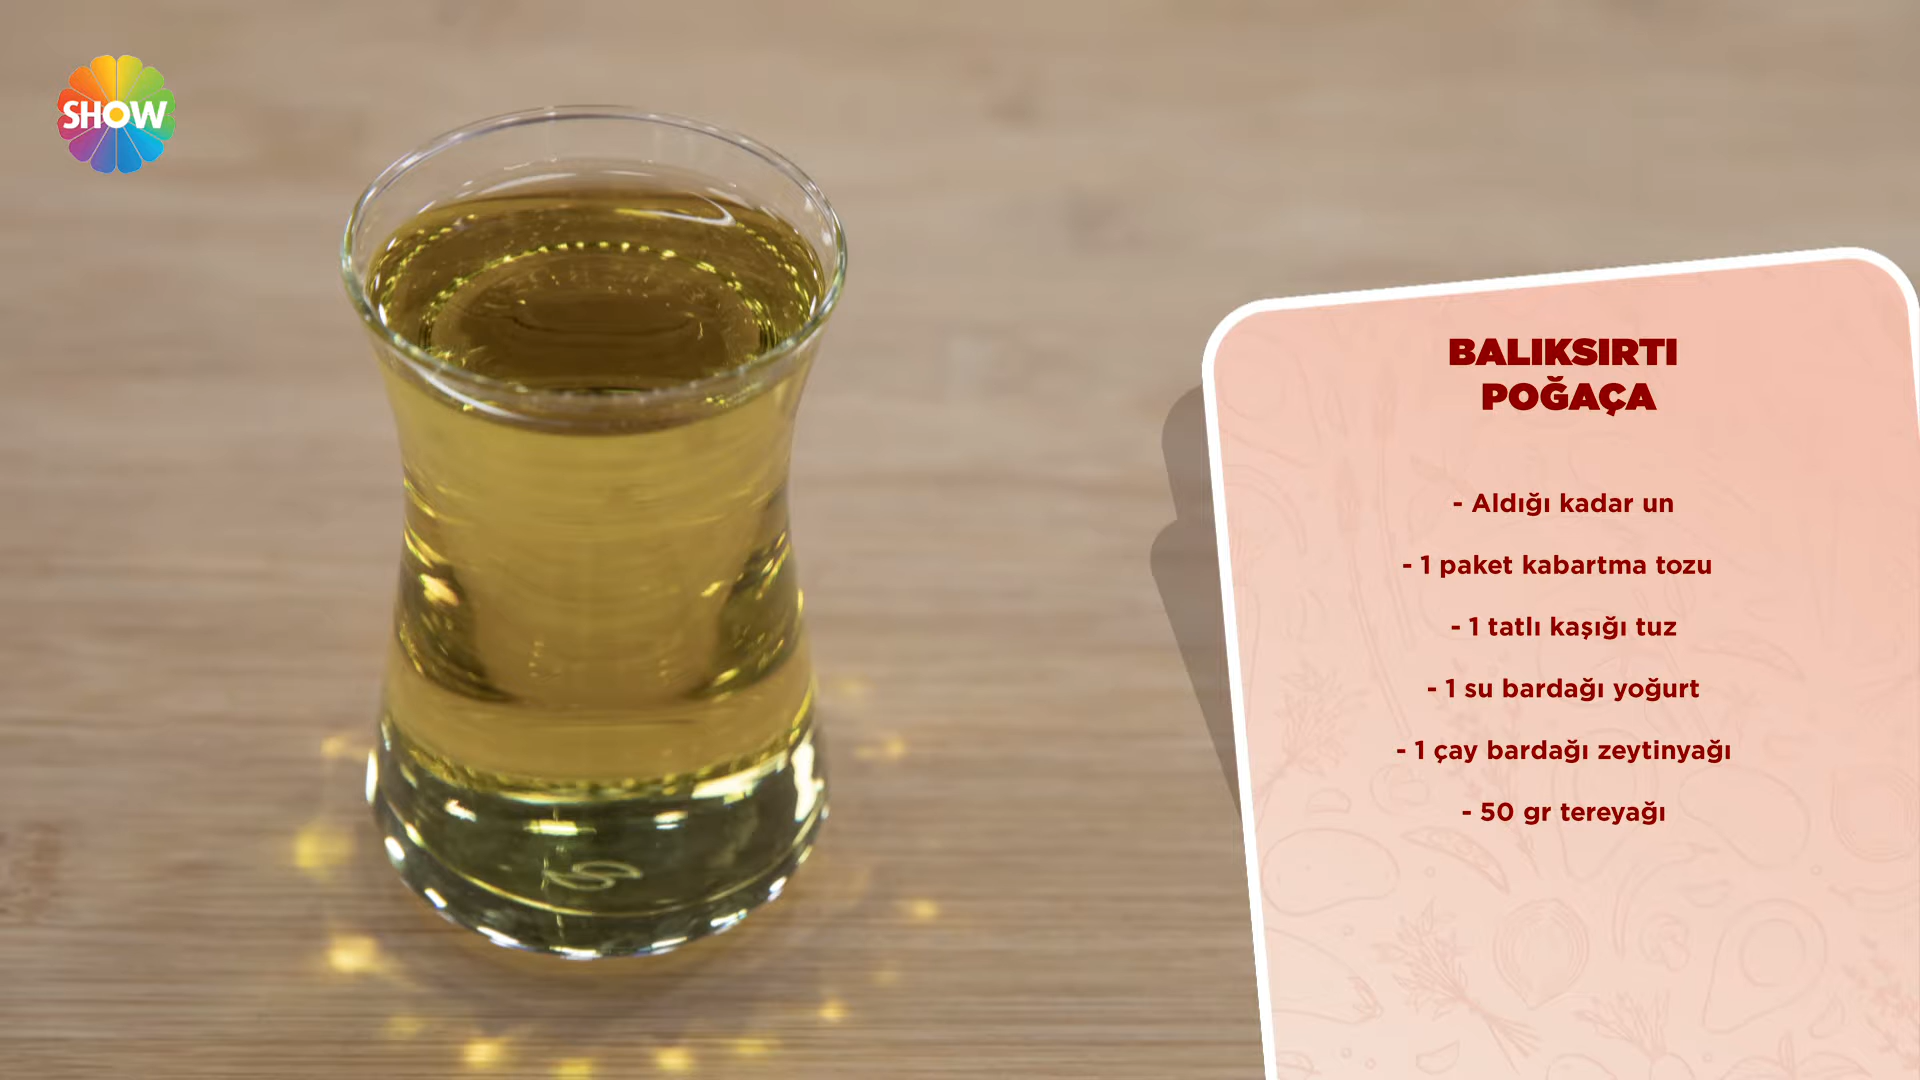 SHOW
BALIKSIRTI
POĞAÇA
- Aldığı kadar un
- 1 paket kabartma tozu
- 1 tatlı kaşığı tuz
- 1 su bardağı yoğurt
- 1 çay bardağı zeytinyağı
- 50 gr tereyağı